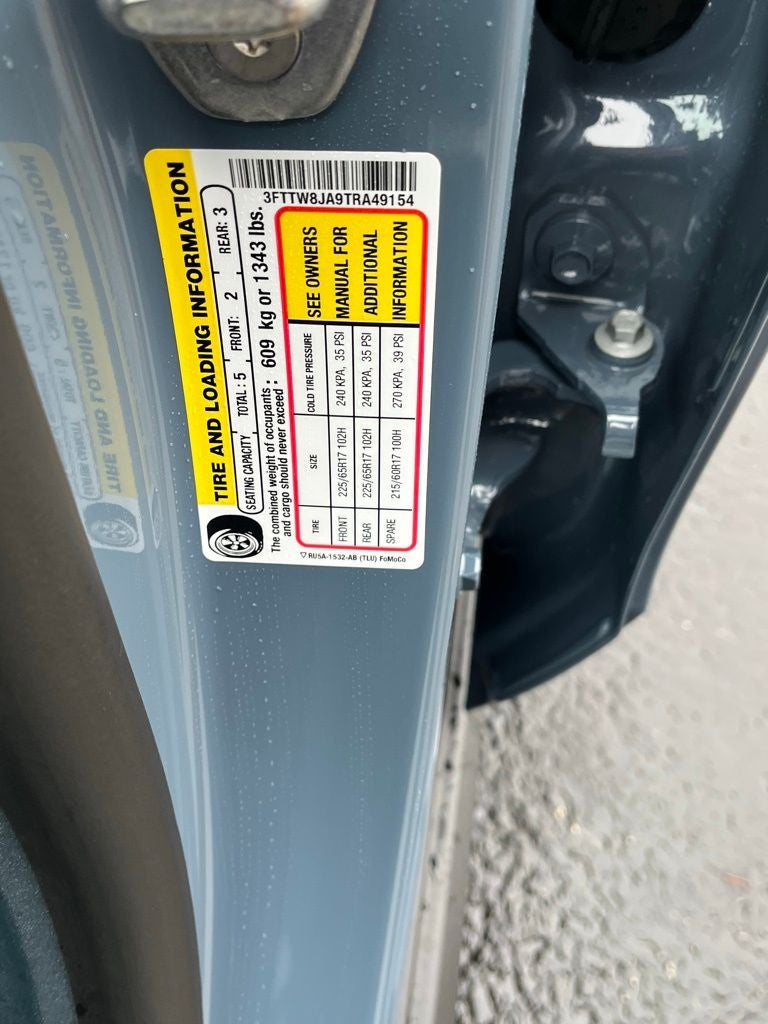 3FTTW8JA9TRA49154
TIRE AND LOADING INFORMATION
SEATING CAPACITY TOTAL: 5 FRONT: 2 REAR: 3
The combined weight of occupants
and cargo should never exceed : 609 kg or 1343 lbs.
TIRE SIZE COLD TIRE PRESSURE SEE OWNERS
FRONT 225/65R17 102H 240 KPA, 35 PSI MANUAL FOR
REAR 225/65R17 102H 240 KPA, 35 PSI ADDITIONAL
SPARE 215/60R17 100H 270 KPA, 39 PSI INFORMATION
RU5A-1532-AB (TLU) FoMoCo